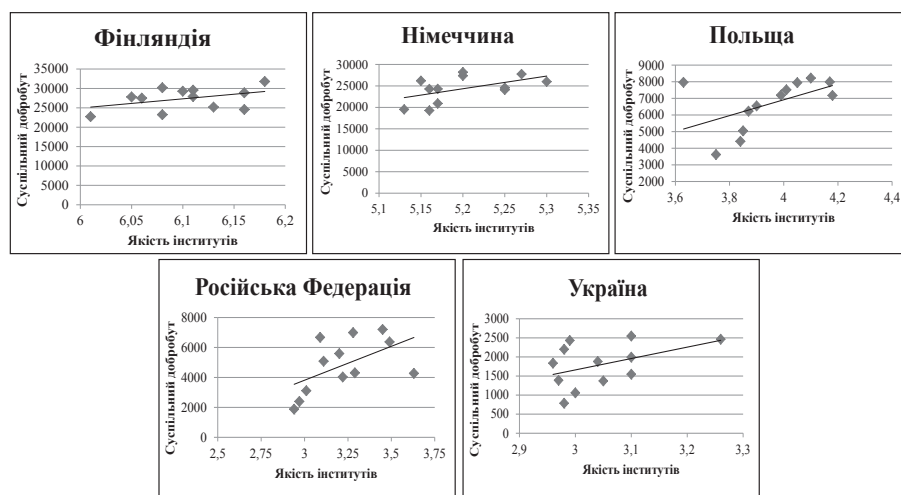 Фінляндія
Суспільний добробут
35000
30000
25000
20000
15000
10000
5000
0
6 6,05 6,1 6,15 6,2
Якість інститутів
Німеччина
Суспільний добробут
30000
25000
20000
15000
10000
5000
0
5,1 5,15 5,2 5,25 5,3 5,35
Якість інститутів
Польща
Суспільний добробут
9000
8000
7000
6000
5000
4000
3000
2000
3,6 3,8 4 4,2 4,4
Якість інститутів
Російська Федерація
Суспільний добробут
8000
6000
4000
2000
0
2,5 2,75 3 3,25 3,5 3,75
Якість інститутів
Україна
Суспільний добробут
3000
2500
2000
1500
1000
500
0
2,9 3 3,1 3,2 3,3
Якість інститутів